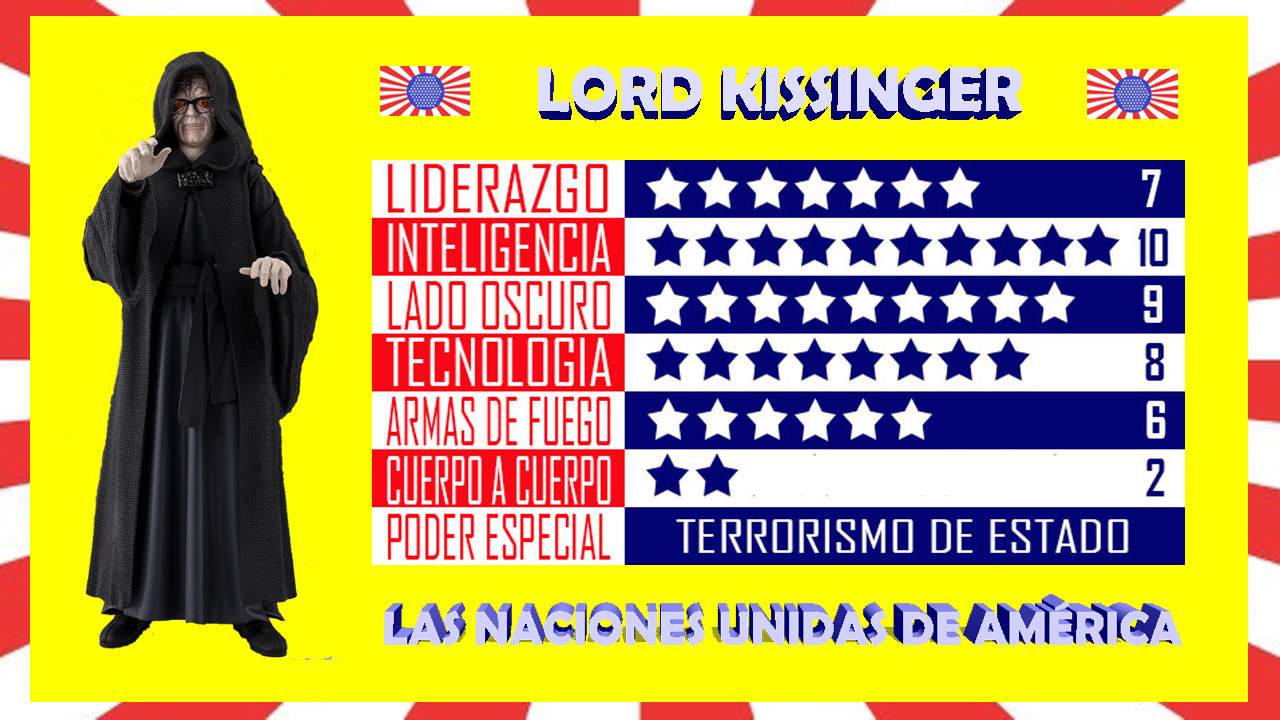 LORD KISSINGER
LIDERAZGO 7
INTELIGENCIA 10
LADO OSCURO 9
TECNOLOGIA 8
ARMAS DE FUEGO 6
CUERPO A CUERPO 2
PODER ESPECIAL TERRORISMO DE ESTADO
LAS NACIONES UNIDAS DE AMÉRICA